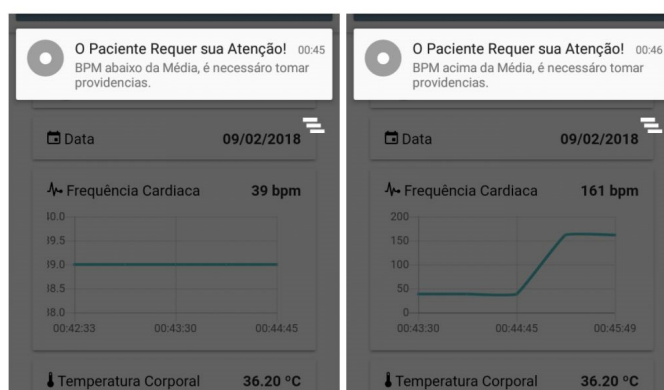 O Paciente Requer sua Atenção! 00:45
BPM abaixo da Média, é necessáro tomar
providencias.
Data 09/02/2018
Frequência Cardiaca 39 bpm
10.0
19.5
19.0
18.5
18.0
00:42:33 00:43:30 00:44:45
Temperatura Corporal 36.20 ºC
O Paciente Requer sua Atenção! 00:46
BPM acima da Média, é necessáro tomar
providencias.
Data 09/02/2018
Frequência Cardiaca 161 bpm
200
150
100
50
0
00:43:30 00:44:45 00:45:49
Temperatura Corporal 36.20 ºC